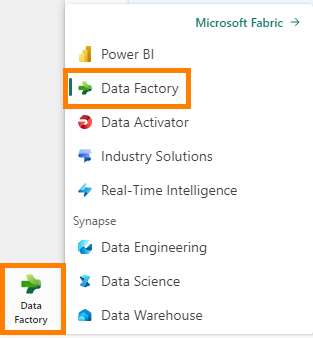 Microsoft Fabric
Power BI
Data Factory
Data Activator
Industry Solutions
Real-Time Intelligence
Synapse
Data Engineering
Data Science
Data Warehouse
Data
Factory